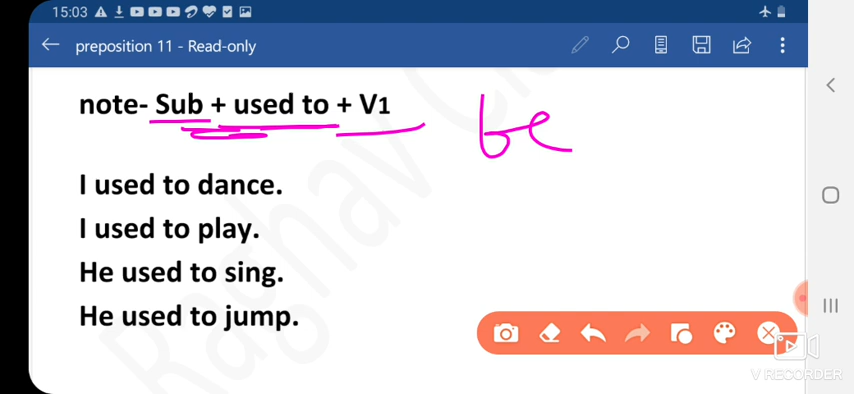 15:03
preposition 11 - Read-only
note- Sub + used to + V1
be
I used to dance.
I used to play.
He used to sing.
He used to jump.
V RECORDER